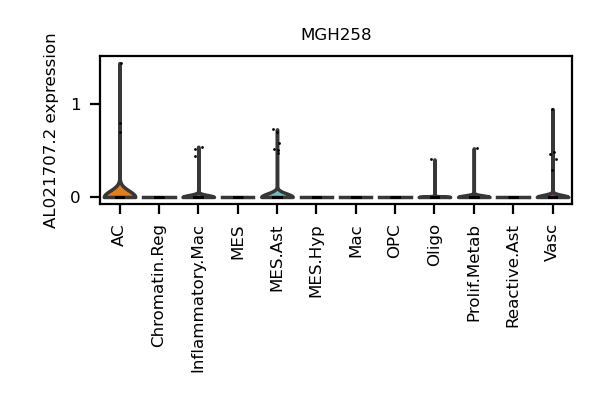 MGH258
AL021707.2 expression
1
0
AC
Chromatin.Reg
Inflammatory.Mac
MES
MES.Ast
MES.Hyp
Mac
OPC
Oligo
Prolif.Metab
Reactive.Ast
Vasc